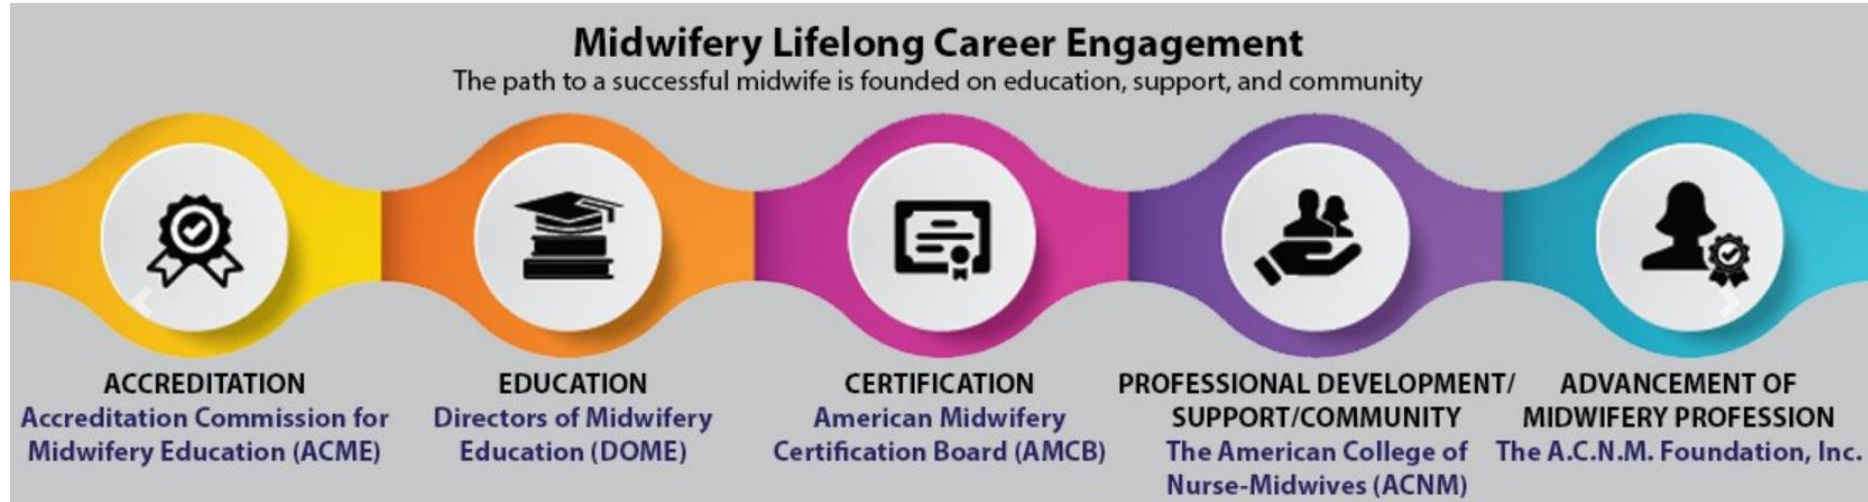 Midwifery Lifelong Career Engagement
The path to a successful midwife is founded on education, support, and community
ACCREDITATION
Accreditation Commission for
Midwifery Education (ACME)
EDUCATION
Directors of Midwifery
Education (DOME)
CERTIFICATION
American Midwifery
Certification Board (AMCB)
PROFESSIONAL DEVELOPMENT/
SUPPORT/COMMUNITY
The American College of
Nurse-Midwives (ACNM)
ADVANCEMENT OF
MIDWIFERY PROFESSION
The A.C.N.M. Foundation, Inc.